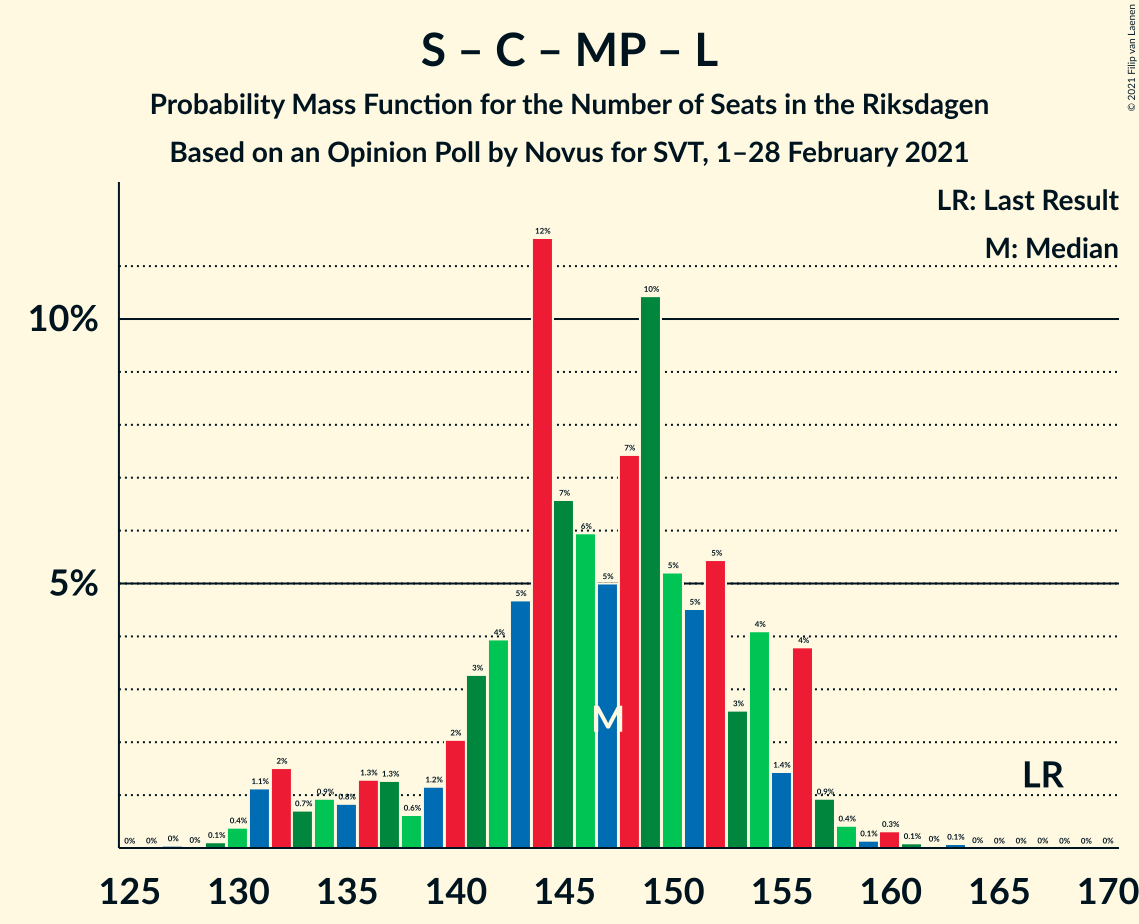 S – C – MP – L
Probability Mass Function for the Number of Seats in the Riksdagen
Based on an Opinion Poll by Novus for SVT, 1–28 February 2021
© 2021 Filip van Laenen
LR: Last Result
M: Median
10%
5%
0% 0% 0% 0% 0.1% 0.4% 1.1% 2% 0.7% 0.9% 0.8% 1.3% 1.3% 0.6% 1.2% 2% 3% 4% 5% 12% 7% 6% 5% 7% 10% 5% 5% 5% 3% 4% 1.4% 4% 0.9% 0.4% 0.1% 0.3% 0.1% 0% 0.1% 0% 0% 0% 0% 0% 0% 0%
M
LR
125 130 135 140 145 150 155 160 165 170